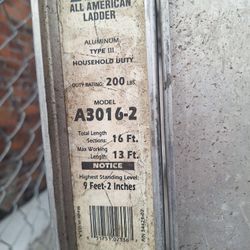 ALL AMERICAN
LADDER
ALUMINUM
TYPE III
HOUSEHOLD DUTY
DUTY RATING: 200 LBS.
MODEL
A3016-2
Total Length
Sections: 16 Ft.
Max Working
Length: 13 Ft.
NOTICE
Highest Standing Level:
9 Feet-2 Inches